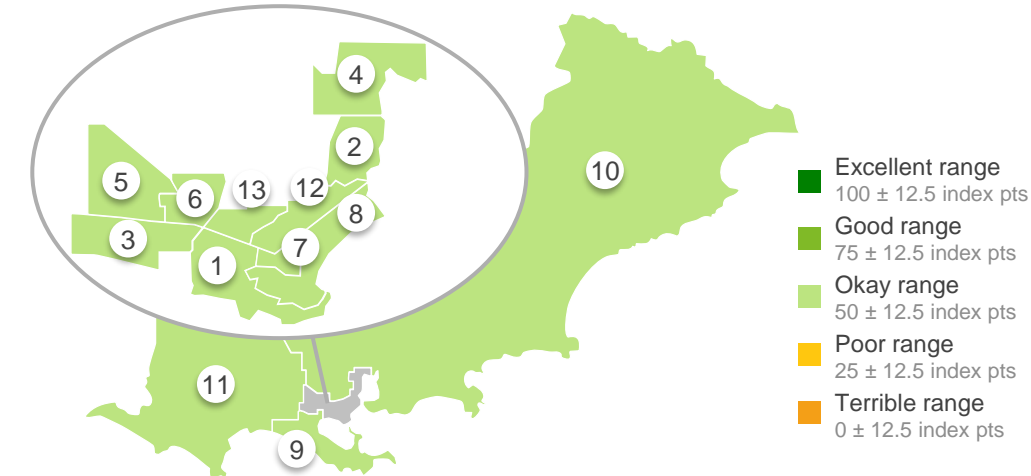 4
2
5
6
13
12
8
3
7
1
10
11
9
Excellent range
100 ± 12.5 index pts
Good range
75 ± 12.5 index pts
Okay range
50 ± 12.5 index pts
Poor range
25 ± 12.5 index pts
Terrible range
0 ± 12.5 index pts